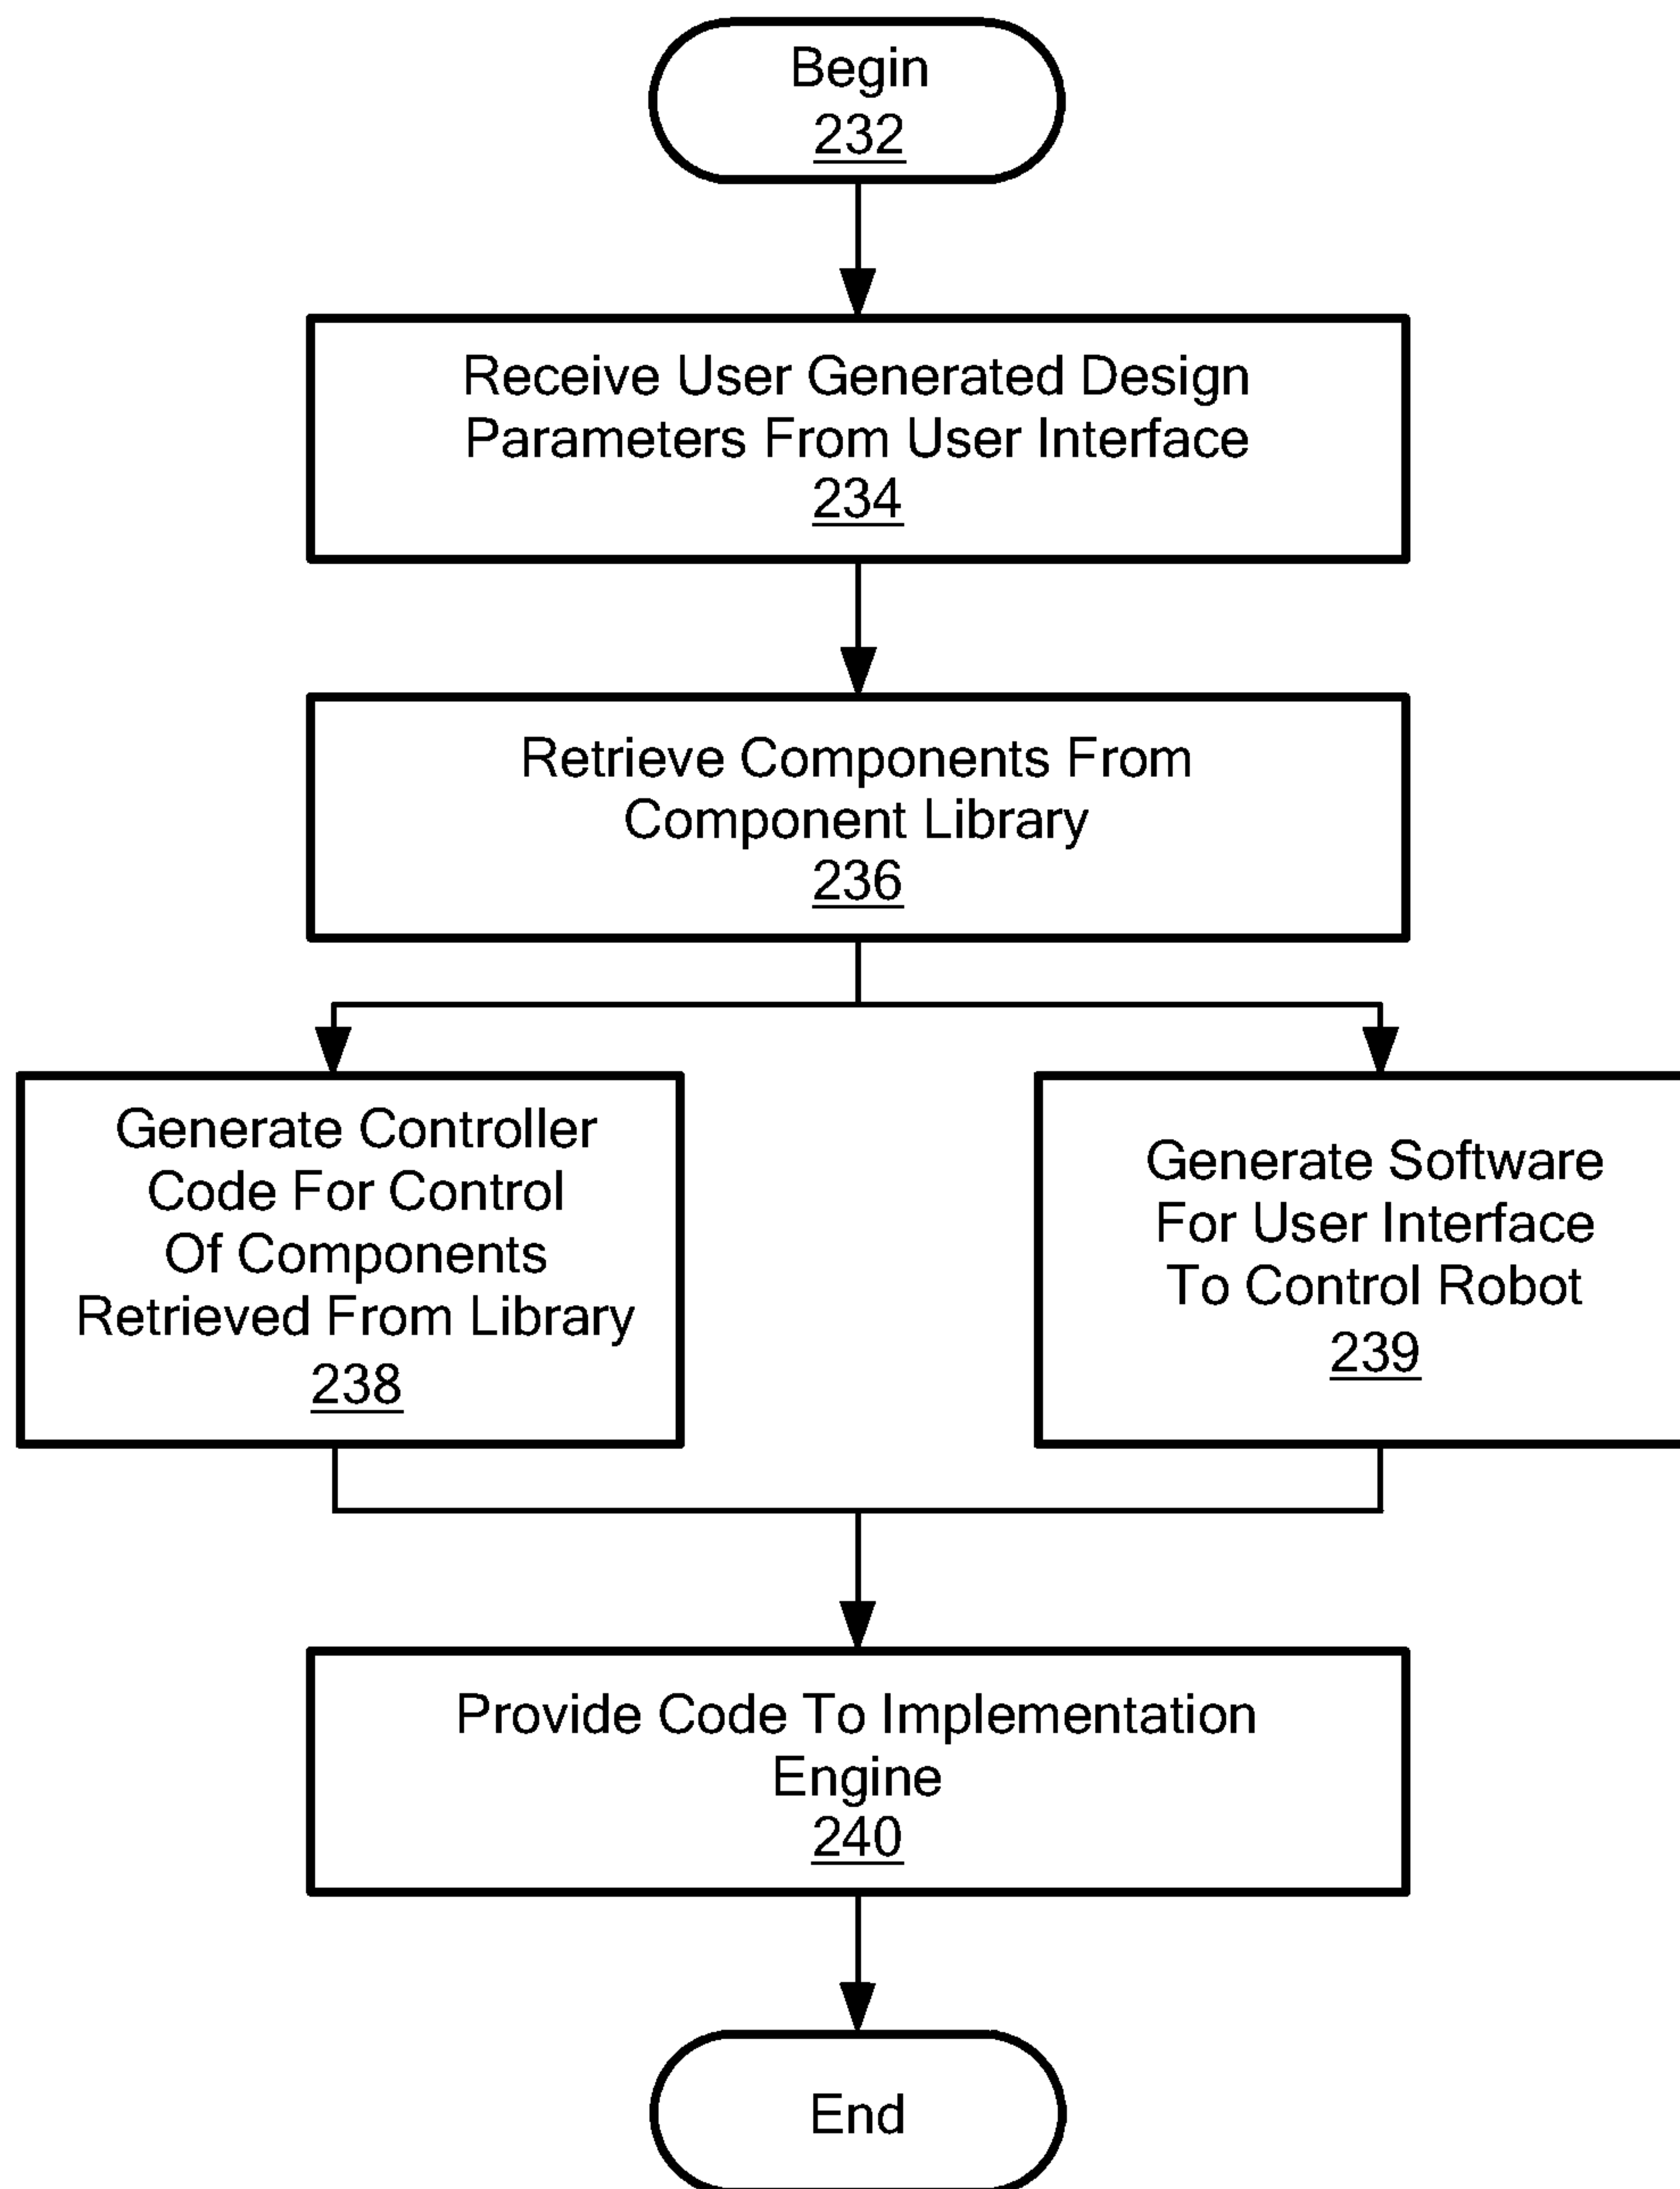 Begin
232
Receive User Generated Design
Parameters From User Interface
234
Retrieve Components From
Component Library
236
Generate Controller
Code For Control
Of Components
Retrieved From Library
238
Generate Software
For User Interface
To Control Robot
239
Provide Code To Implementation
Engine
240
End